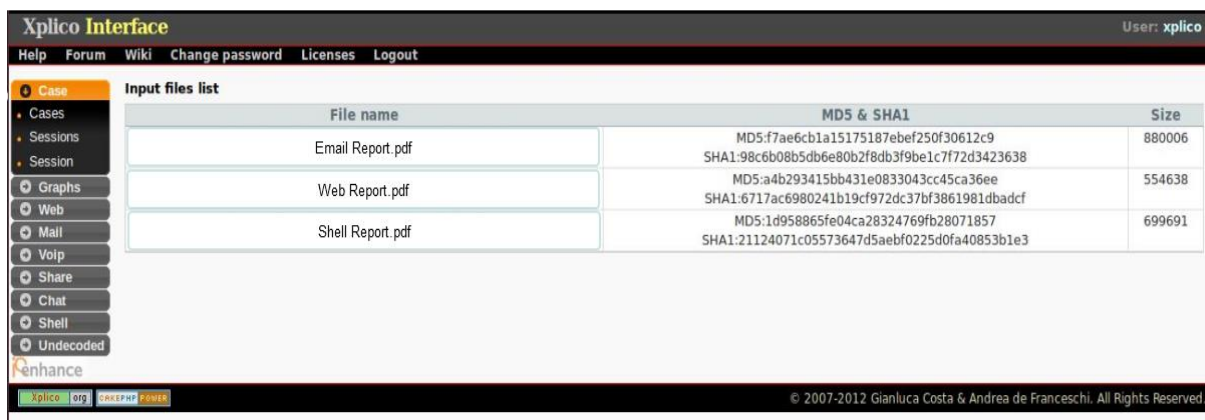 Xplico Interface
User: xplico
Help Forum Wiki Change password Licenses Logout
Case
Cases
Sessions
Session
Graphs
Web
Mail
Voip
Share
Chat
Shell
Undecoded
Input files list
File name MD5 & SHA1 Size
Email Report.pdf MD5:f7ae6cb1a15175187ebef250f30612c9 880006
SHA1:98c6b08b5db6e80b2f8db3f9be1c7f72d3423638
Web Report.pdf MD5:a4b293415bb431e0833043cc45ca36ee 554638
SHA1:6717ac6980241b19cf972dc37bf3861981dbadcf
Shell Report.pdf MD5:1d958865fe04ca28324769fb28071857 699691
SHA1:21124071c05573647d5aebf0225d0fa40853b1e3
iRenhance
Xplico org CAKEPHP POWER
© 2007-2012 Gianluca Costa & Andrea de Franceschi. All Rights Reserved.